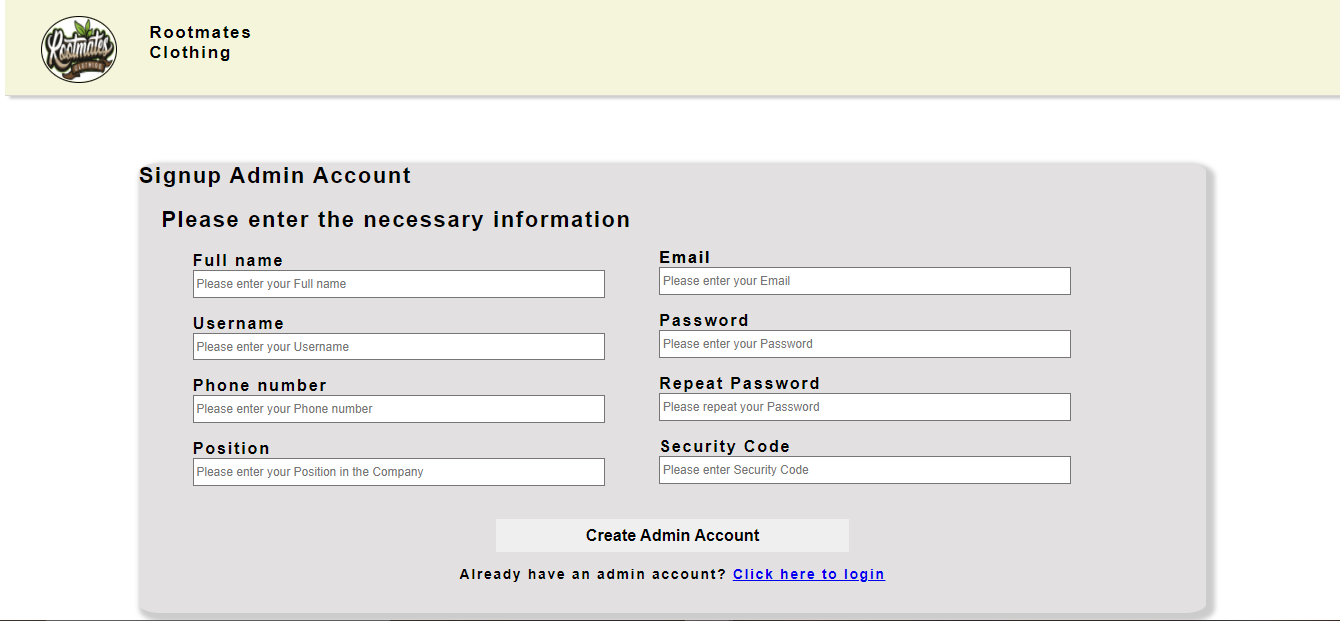 Rootmates
CLOTHING
Rootmates
Clothing
Signup Admin Account
Please enter the necessary information
Full name
Please enter your Full name
Email
Please enter your Email
Username
Please enter your Username
Password
Please enter your Password
Phone number
Please enter your Phone number
Repeat Password
Please repeat your Password
Position
Please enter your Position in the Company
Security Code
Please enter Security Code
Create Admin Account
Already have an admin account? Click here to login